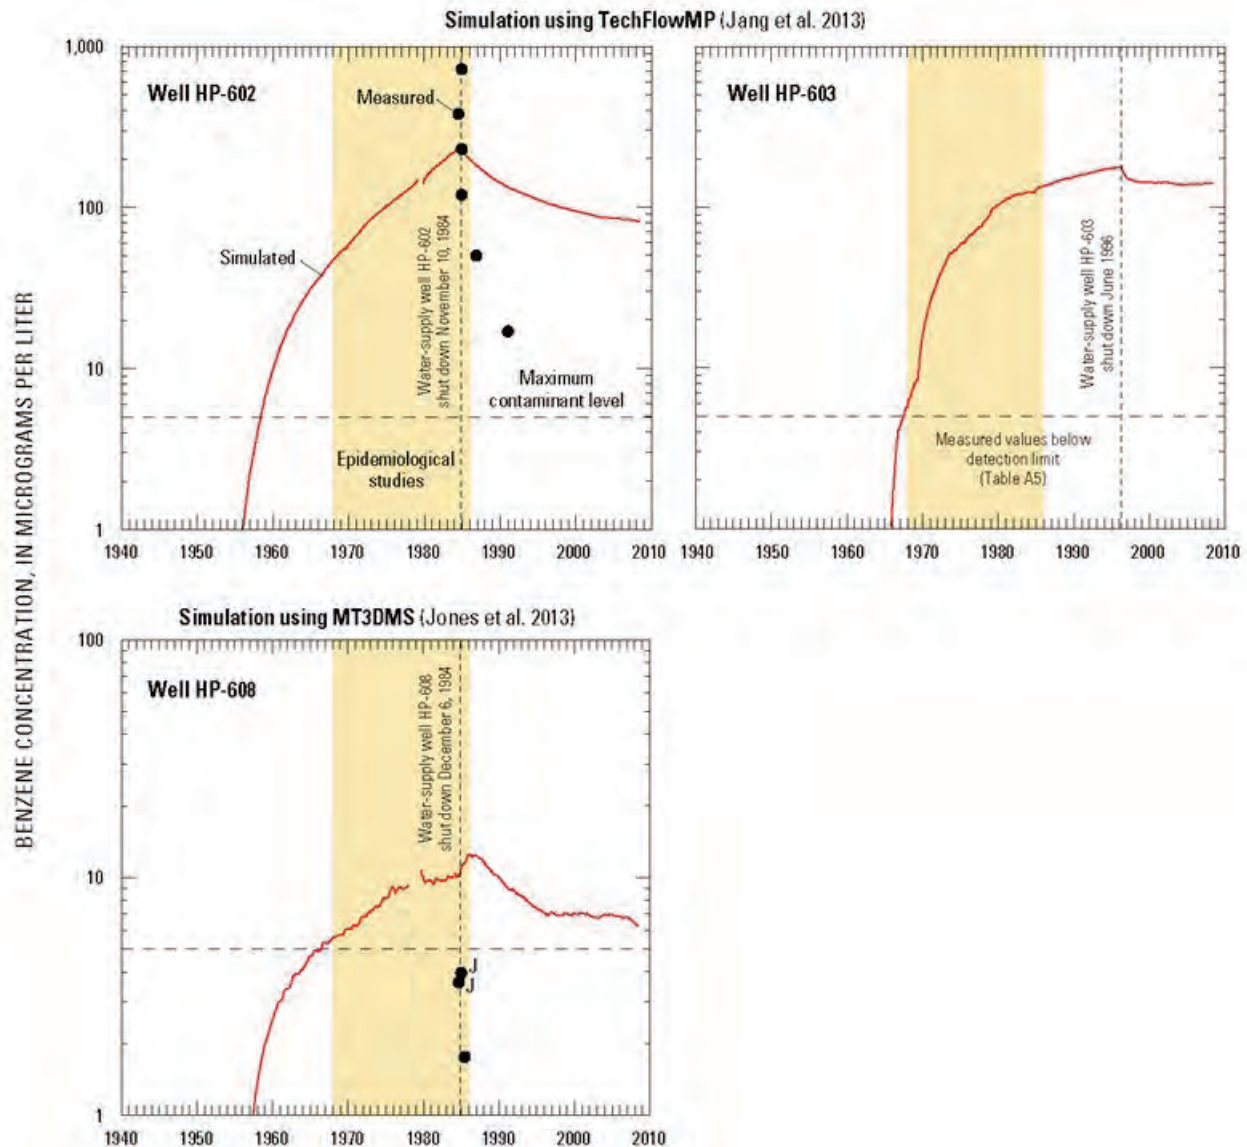 Simulation using TechFlowMP (Jang et al. 2013)
BENZENE CONCENTRATION, IN MICROGRAMS PER LITER
1,000
100
10
1
Well HP-602
Measured
Simulated
Water-supply well HP-602
shut down November 10, 1984
Maximum
contaminant level
Epidemiological
studies
1940 1950 1960 1970 1980 1990 2000 2010
Well HP-603
Water-supply well HP-603
shut down June 1996
Measured values below
detection limit
(Table A5)
1940 1950 1960 1970 1980 1990 2000 2010
Simulation using MT3DMS (Jones et al. 2013)
100
10
1
Well HP-608
Water-supply well HP-608
shut down December 6, 1984
J
J
1940 1950 1960 1970 1980 1990 2000 2010